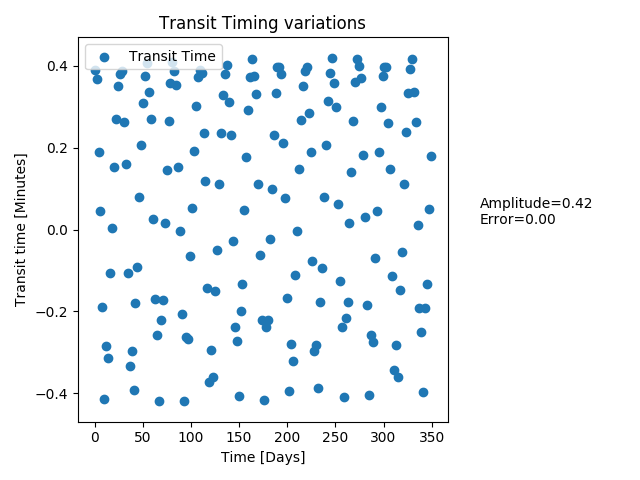 Transit Timing variations
Transit Time
Transit time [Minutes]
0.4
0.2
0.0
−0.2
−0.4
0
50
100
150
200
250
300
350
Time [Days]
Amplitude=0.42
Error=0.00